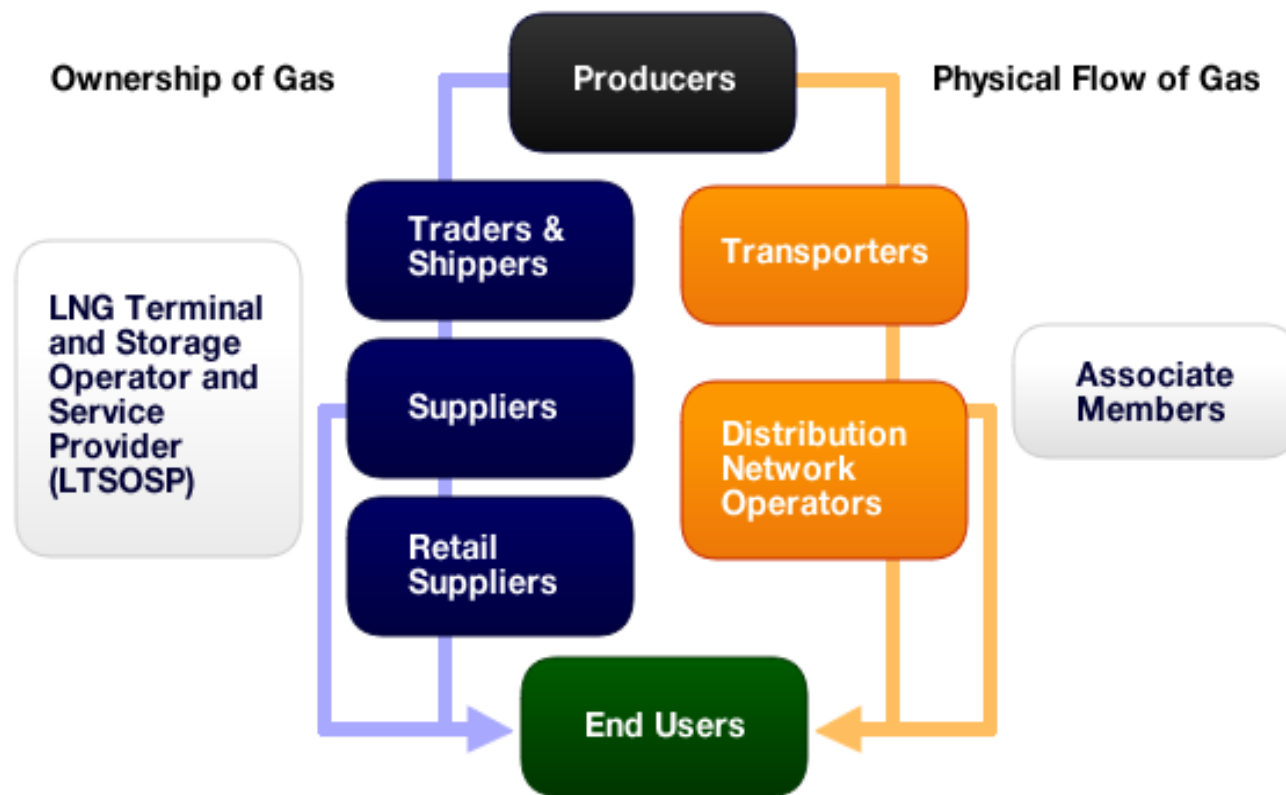 Ownership of Gas
Producers
Physical Flow of Gas
Traders &
Shippers
Transporters
LNG Terminal
and Storage
Operator and
Service
Provider
(LTSOSP)
Suppliers
Associate
Members
Distribution
Network
Operators
Retail
Suppliers
End Users